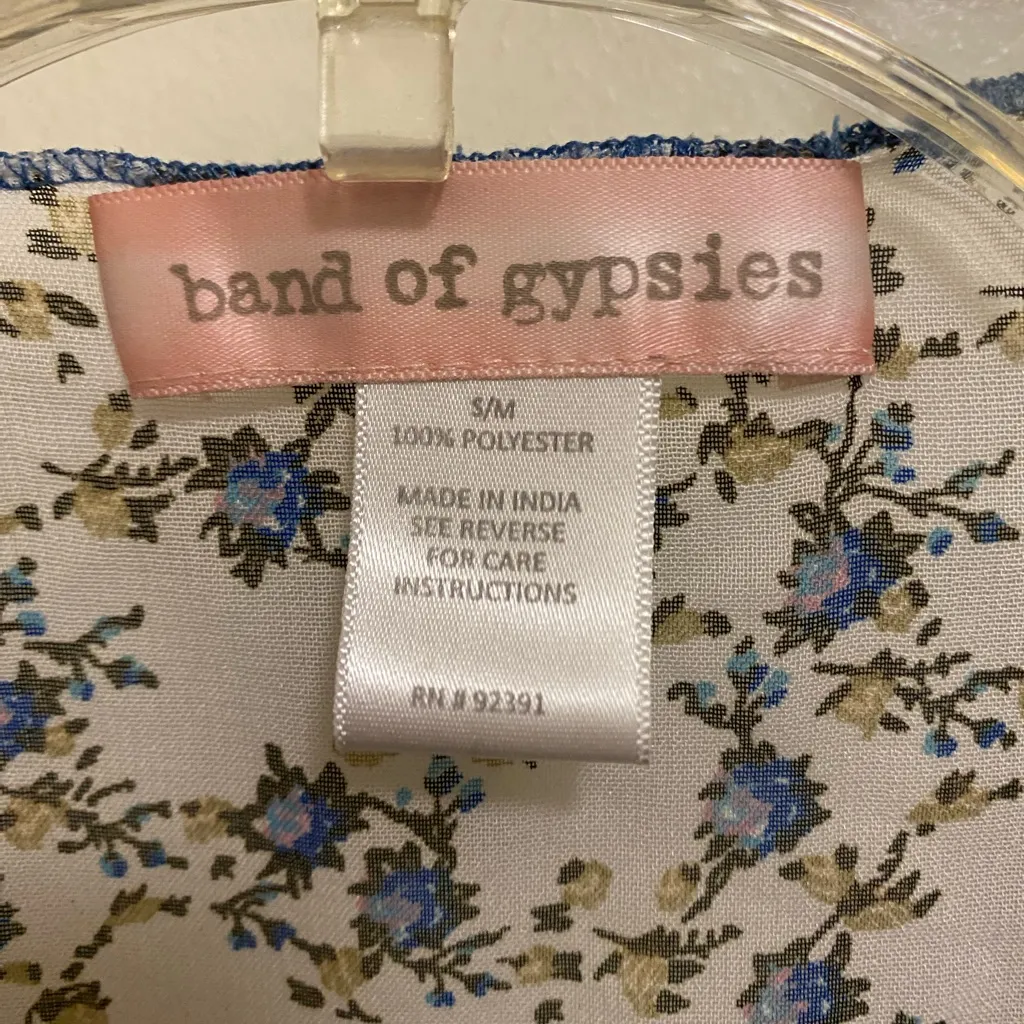 band of gypsies
S/M
100% POLYESTER
MADE IN INDIA
SEE REVERSE
FOR CARE
INSTRUCTIONS
RN # 92391